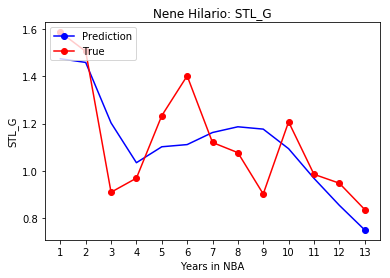 Nene Hilario: STL_G
Prediction
True
STL_G
1.6
1.4
1.2
1.0
0.8
1 2 3 4 5 6 7 8 9 10 11 12 13
Years in NBA